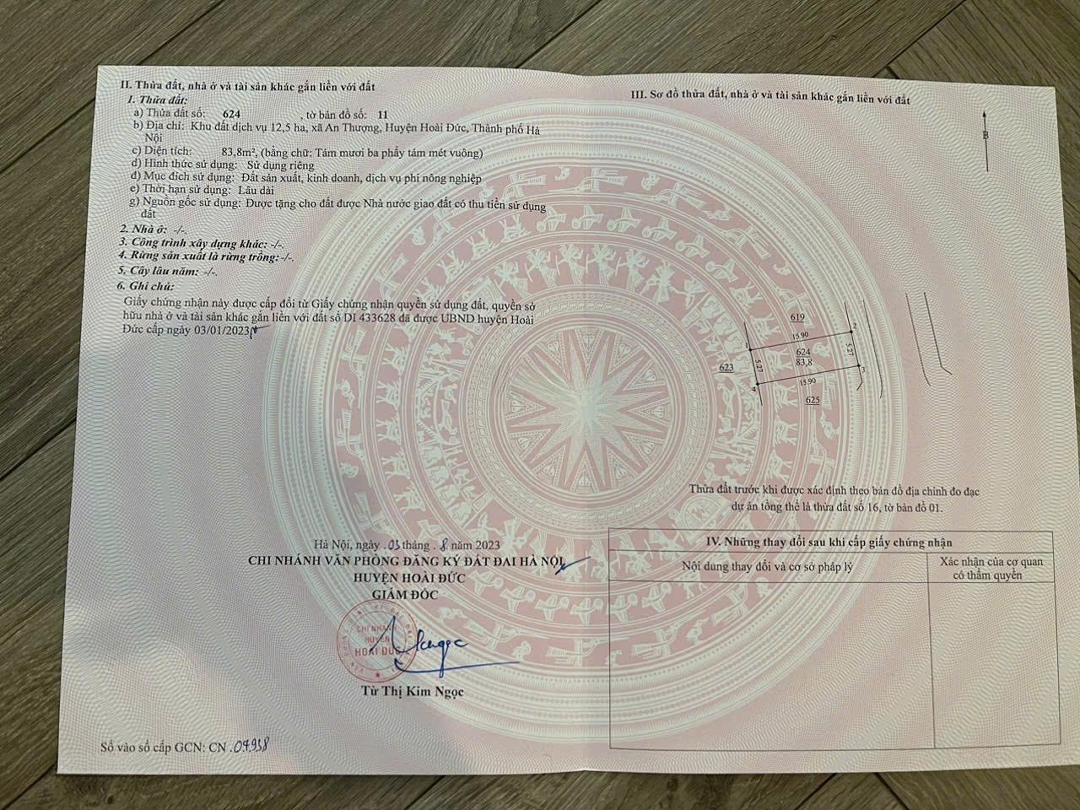 II. Thửa đất, nhà ở và tài sản khác gắn liền với đất
1. Thửa đất:
a) Thửa đất số: 624 , tờ bản đồ số: 11
b) Địa chỉ: Khu đất dịch vụ 12,5 ha, xã An Thượng, Huyện Hoài Đức, Thành phố Hà
Nội
c) Diện tích: 83,8m², (bằng chữ: Tám mươi ba phẩy tám mét vuông)
d) Hình thức sử dụng: Sử dụng riêng
đ) Mục đích sử dụng: Đất sản xuất, kinh doanh, dịch vụ phi nông nghiệp
e) Thời hạn sử dụng: Lâu dài
g) Nguồn gốc sử dụng: Được tặng cho đất được Nhà nước giao đất có thu tiền sử dụng
đất
2. Nhà ở: -/-.
3. Công trình xây dựng khác: -/-.
4. Rừng sản xuất là rừng trồng: -/-.
5. Cây lâu năm: -/-.
6. Ghi chú:
Giấy chứng nhận này được cấp đổi từ Giấy chứng nhận quyền sử dụng đất, quyền sở
hữu nhà ở và tài sản khác gắn liền với đất số DI 433628 đã được UBND huyện Hoài
Đức cấp ngày 03/01/2023
Hà Nội, ngày 03 tháng 8 năm 2023
CHI NHÁNH VĂN PHÒNG ĐĂNG KÝ ĐẤT ĐAI HÀ NỘI
HUYỆN HOÀI ĐỨC
GIÁM ĐỐC
CHI NHÁNH
HUYỆN
HOÀI ĐỨC
Từ Thị Kim Ngọc
Số vào sổ cấp GCN: CN 04938
III. Sơ đồ thửa đất, nhà ở và tài sản khác gắn liền với đất
B
619
1
15.90
2
623
5.27
624
83,8
5.27
4
15.90
3
625
Thửa đất trước khi được xác định theo bản đồ địa chính đo đạc
dự án tổng thể là thửa đất số 16, tờ bản đồ 01.
IV. Những thay đổi sau khi cấp giấy chứng nhận
Nội dung thay đổi và cơ sở pháp lý
Xác nhận của cơ quan
có thẩm quyền